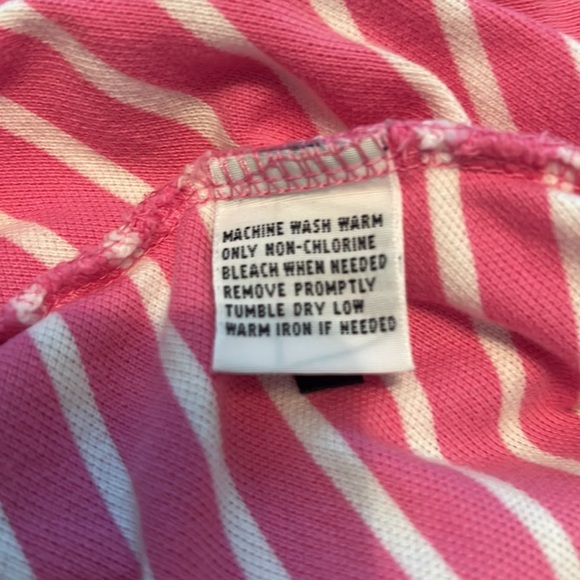 MACHINE WASH WARM
ONLY NON-CHLORINE
BLEACH WHEN NEEDED
REMOVE PROMPTLY
TUMBLE DRY LOW
WARM IRON IF NEEDED